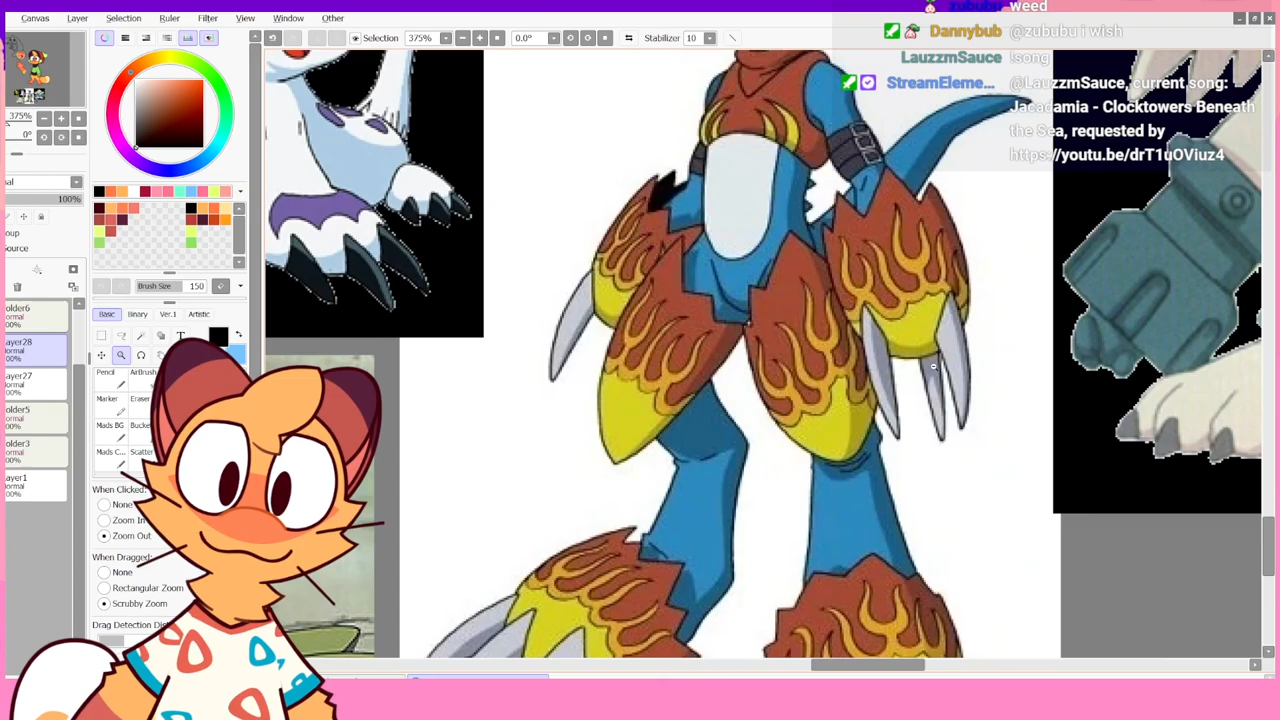 Canvas Layer Selection Ruler Filter View Window Other
Selection 375% 0.0° Stabilizer 10
zububu weed
Dannybub @zububu i wish
LauzzmSauce !song
StreamEleme... @LauzzmSauce, current song:
Jacadamia - Clocktowers Beneath
the Sea, requested by
https://youtu.be/drT1uOViuz4
375%
0°
100%
Brush Size 150
Basic Binary Ver.1 Artistic
T
Pencil AirBrush
Marker Eraser
Mads BG
Mads C...
When Clicked:
None
Zoom In
Zoom Out
When Dragged:
None
Rectangular Zoom
Scrubby Zoom
Drag Detection Dis
older6
ormal
00%
ayer28
ormal
00%
ayer27
ormal
00%
older5
ormal
00%
older3
ormal
00%
ayer1
00%